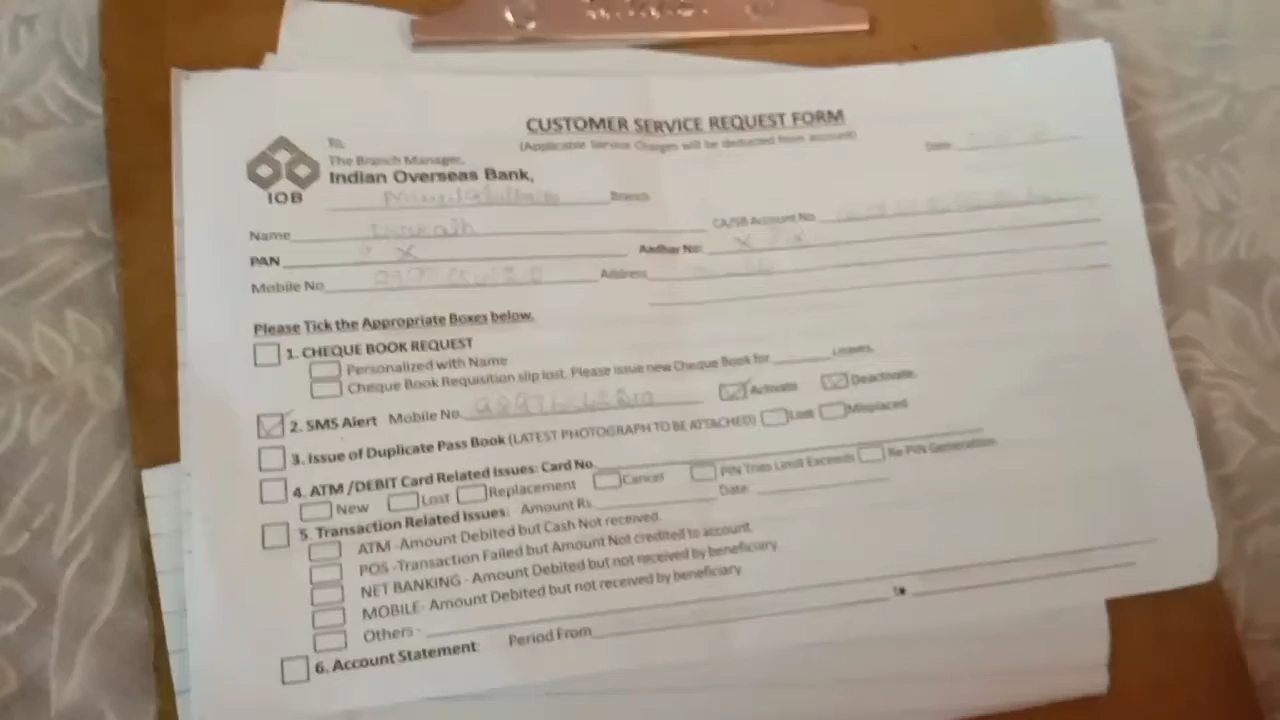 CUSTOMER SERVICE REQUEST FORM
(Applicable Service Charges will be deducted from account)
To,
Date
The Branch Manager,
Indian Overseas Bank,
IOB
Branch
Name
CA/SB Account No
PAN X
Aadhar No: X
Mobile No
Address
Please Tick the Appropriate Boxes below.
1. CHEQUE BOOK REQUEST
Personalized with Name
Cheque Book Requisition slip lost, Please issue new Cheque Book for Leaves.
2. SMS Alert Mobile No. Activate Deactivate
3. Issue of Duplicate Pass Book (LATEST PHOTOGRAPH TO BE ATTACHED) Lost Misplaced
4. ATM /DEBIT Card Related Issues: Card No.
New Lost Replacement Cancel PIN Tries Limit Exceeds Re PIN Generation
5. Transaction Related Issues: Amount Rs Date:
ATM -Amount Debited but Cash Not received.
POS -Transaction Failed but Amount Not credited to account.
NET BANKING - Amount Debited but not received by beneficiary
MOBILE- Amount Debited but not received by beneficiary
Others -
6. Account Statement: Period From to